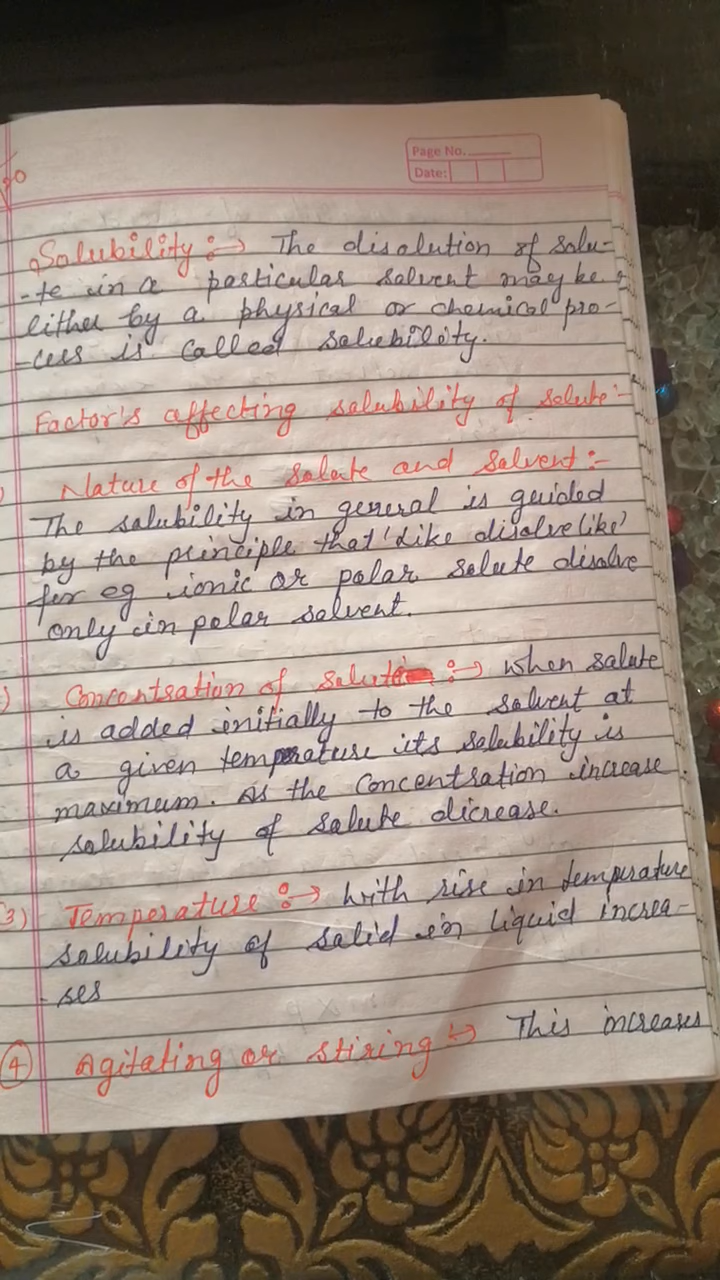 Page No.
Date:
Solubility :→ The disolution of solu-
-te in a particular solvent may be
either by a physical or chemical pro-
-cess is called solubility.
Factor's affecting solubility of solute:-
Nature of the solute and solvent:-
The solubility in general is guided
by the principle that 'Like disolve like'
for eg ionic or polar solute disolve
only in polar solvent.
Concentration of solute :→ when solute
is added initially to the solvent at
a given temperature its solubility is
maximum. As the concentration increase
solubility of solute dicrease.
(3) Temperature :→ with rise in temperature
solubility of solid in liquid increa-
-ses
(4) Agitating or stiring :→ This increases